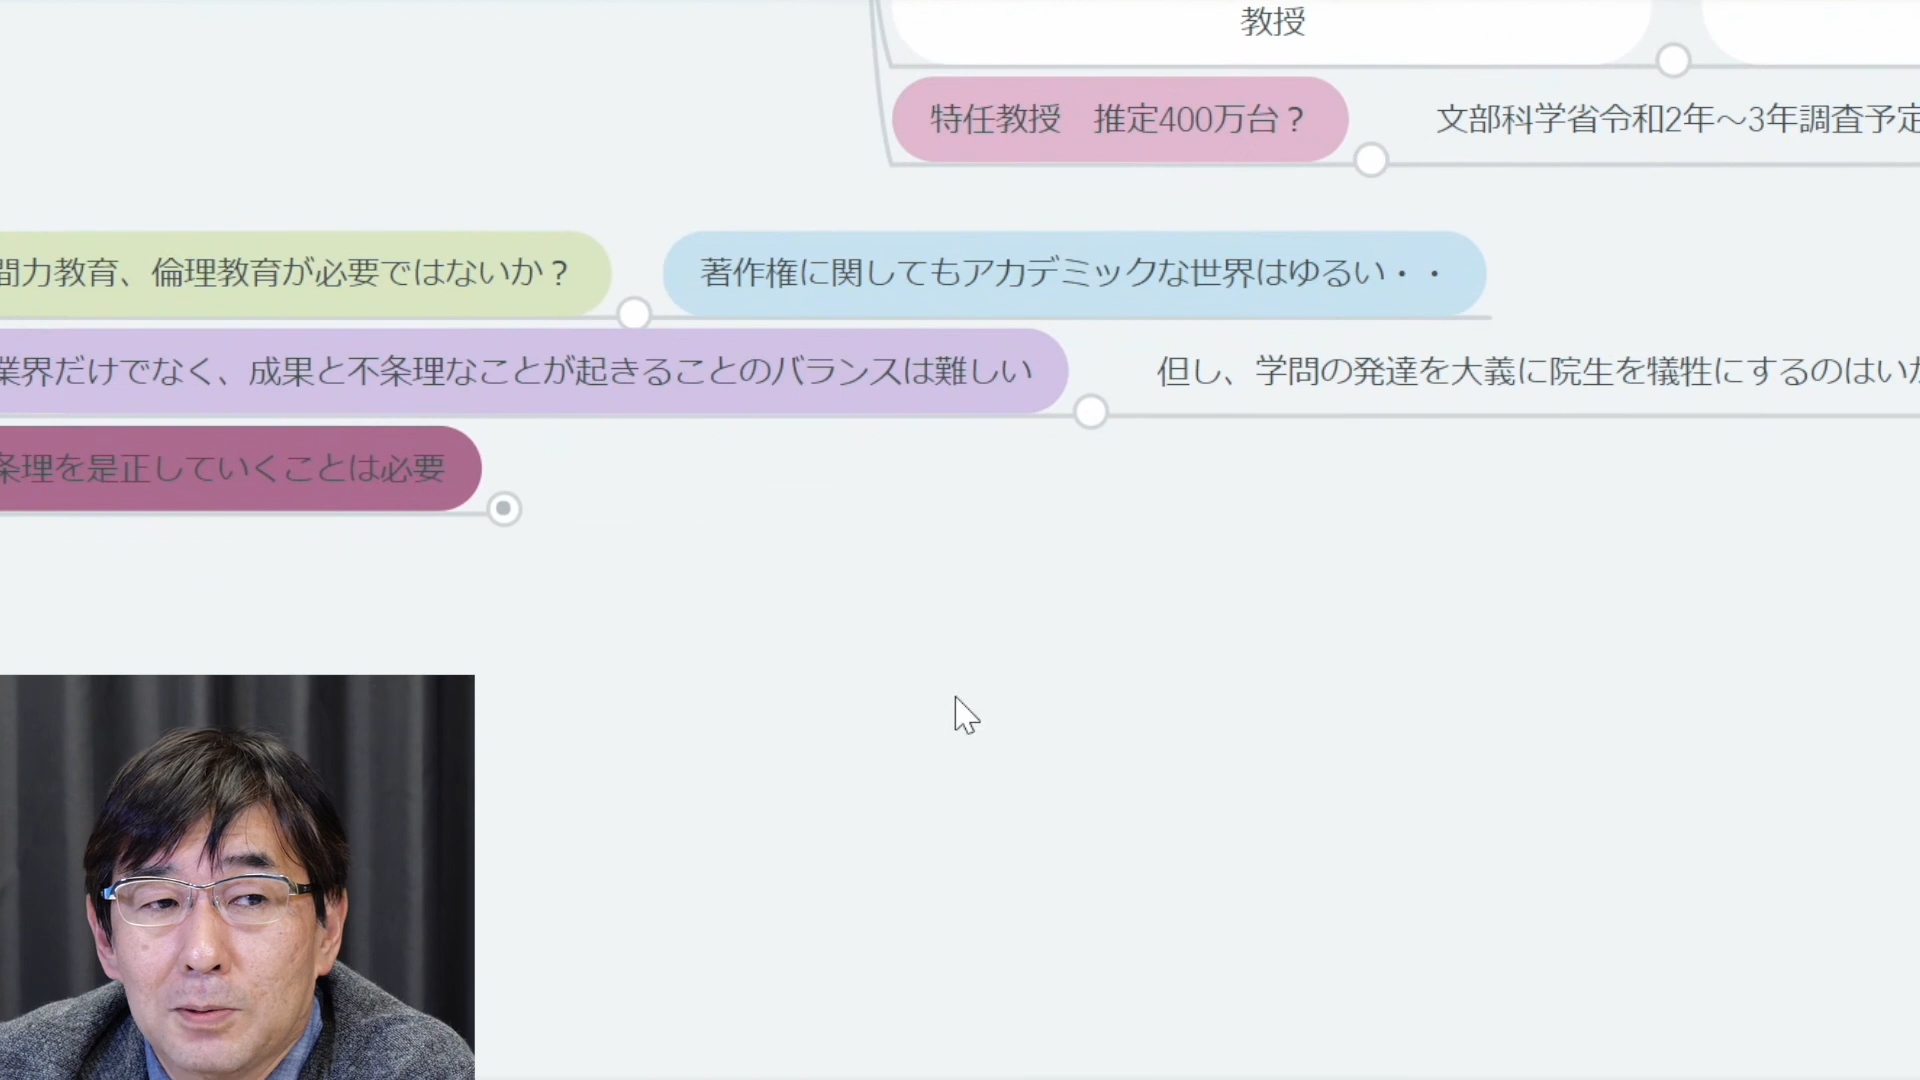 教授
特任教授　推定400万台？
文部科学省令和2年～3年調査予定
間力教育、倫理教育が必要ではないか？
著作権に関してもアカデミックな世界はゆるい・・
業界だけでなく、成果と不条理なことが起きることのバランスは難しい
但し、学問の発達を大義に院生を犠牲にするのはいか
条理を是正していくことは必要